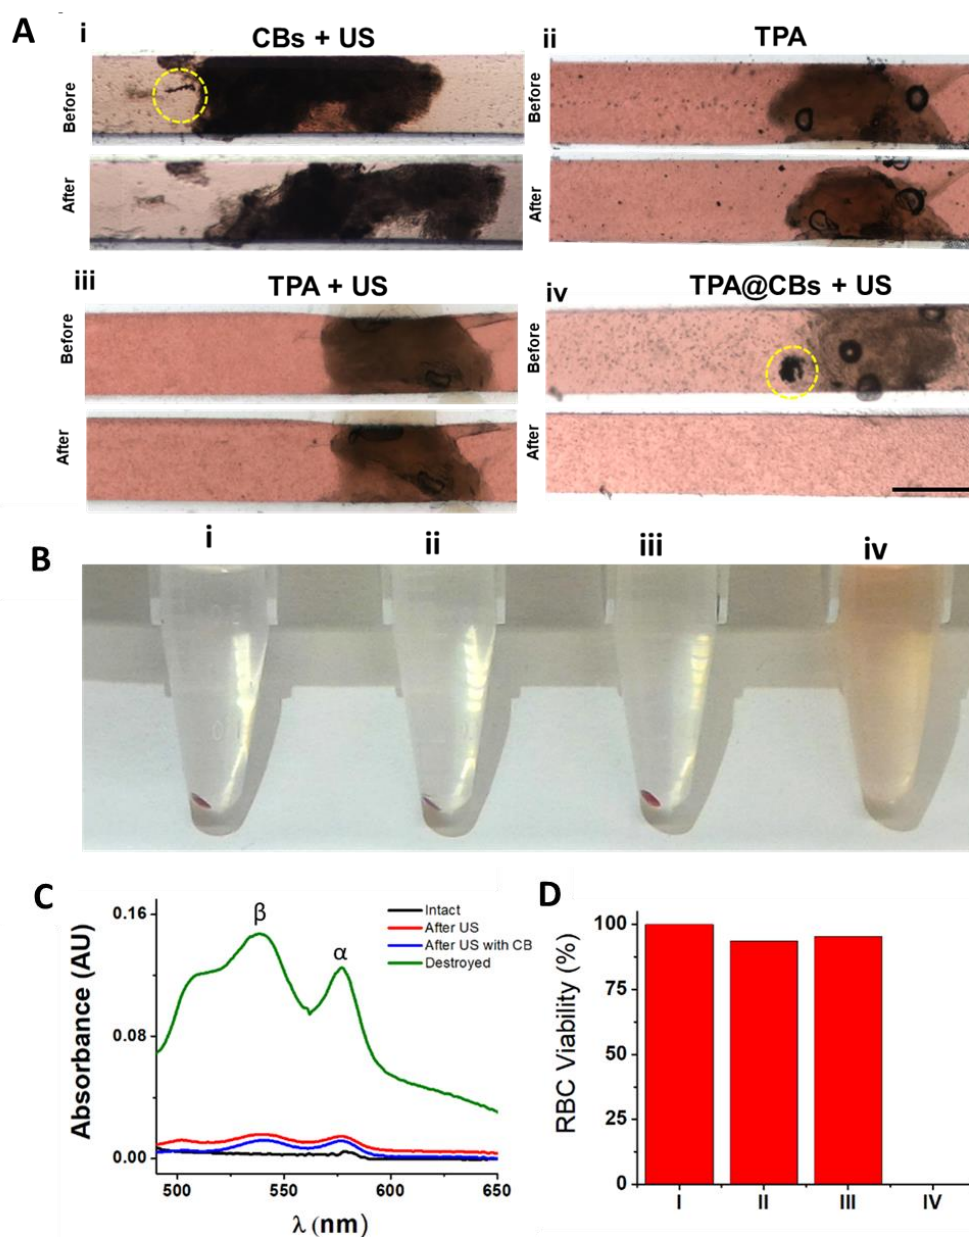 A
i
CBs + US
Before
After
ii
TPA
Before
After
iii
TPA + US
Before
After
iv
TPA@CBs + US
Before
After
B
i
ii
iii
iv
C
Absorbance (AU)
0.16
0.08
0.00
β
α
Intact
After US
After US with CB
Destroyed
500
550
600
650
λ (nm)
D
RBC Viability (%)
100
75
50
25
0
I
II
III
IV